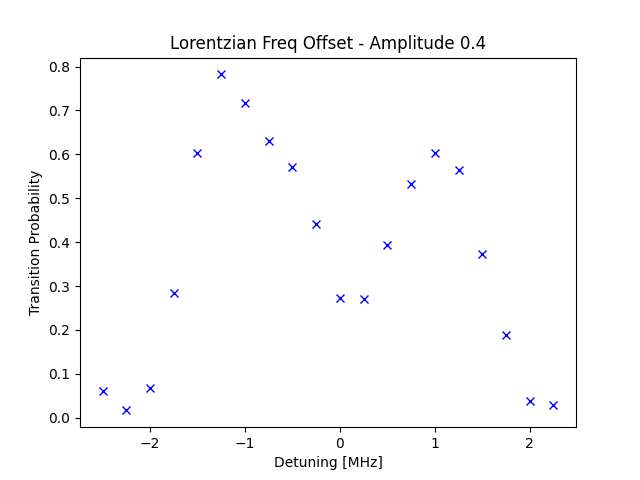 Lorentzian Freq Offset - Amplitude 0.4
Transition Probability
0.8
0.7
0.6
0.5
0.4
0.3
0.2
0.1
0.0
−2 −1 0 1 2
Detuning [MHz]